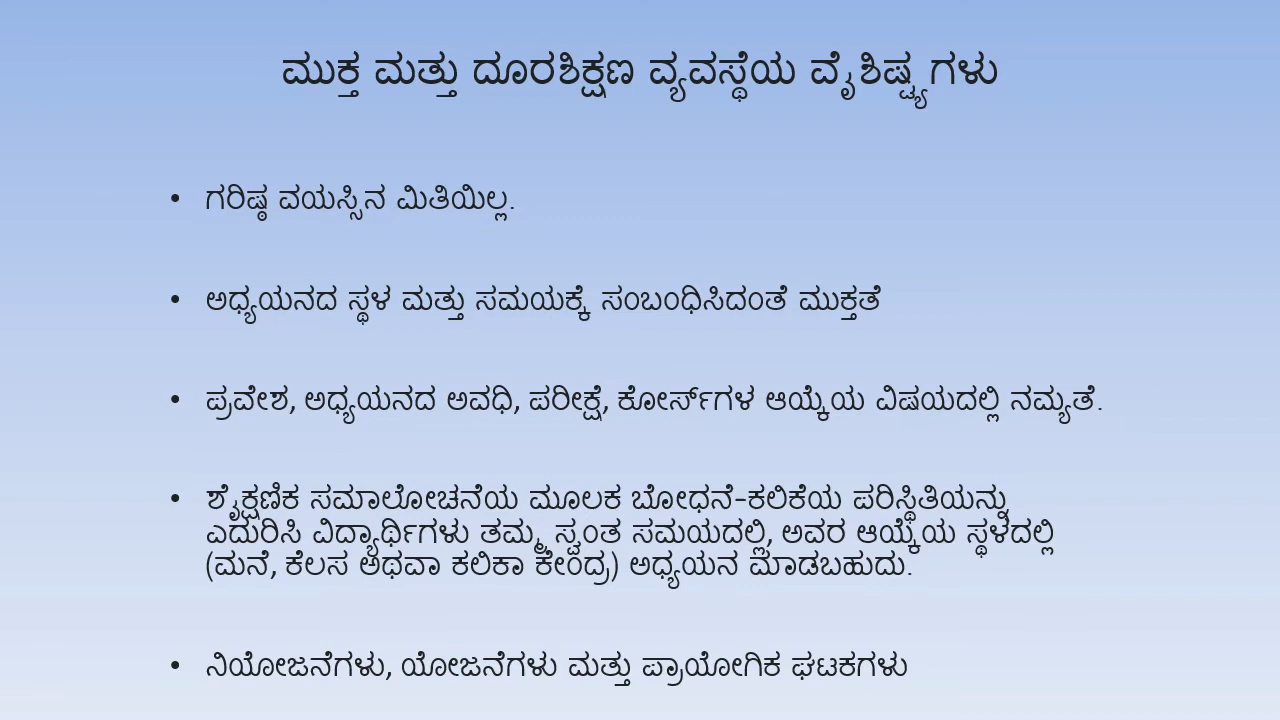 ಮುಕ್ತ ಮತ್ತು ದೂರಶಿಕ್ಷಣ ವ್ಯವಸ್ಥೆಯ ವೈಶಿಷ್ಟ್ಯಗಳು
• ಗರಿಷ್ಠ ವಯಸ್ಸಿನ ಮಿತಿಯಿಲ್ಲ.
• ಅಧ್ಯಯನದ ಸ್ಥಳ ಮತ್ತು ಸಮಯಕ್ಕೆ ಸಂಬಂಧಿಸಿದಂತೆ ಮುಕ್ತತೆ
• ಪ್ರವೇಶ, ಅಧ್ಯಯನದ ಅವಧಿ, ಪರೀಕ್ಷೆ, ಕೋರ್ಸ್‌ಗಳ ಆಯ್ಕೆಯ ವಿಷಯದಲ್ಲಿ ನಮ್ಯತೆ.
• ಶೈಕ್ಷಣಿಕ ಸಮಾಲೋಚನೆಯ ಮೂಲಕ ಬೋಧನೆ-ಕಲಿಕೆಯ ಪರಿಸ್ಥಿತಿಯನ್ನು
ಎದುರಿಸಿ ವಿದ್ಯಾರ್ಥಿಗಳು ತಮ್ಮ ಸ್ವಂತ ಸಮಯದಲ್ಲಿ, ಅವರ ಆಯ್ಕೆಯ ಸ್ಥಳದಲ್ಲಿ
(ಮನೆ, ಕೆಲಸ ಅಥವಾ ಕಲಿಕಾ ಕೇಂದ್ರ) ಅಧ್ಯಯನ ಮಾಡಬಹುದು.
• ನಿಯೋಜನೆಗಳು, ಯೋಜನೆಗಳು ಮತ್ತು ಪ್ರಾಯೋಗಿಕ ಘಟಕಗಳು